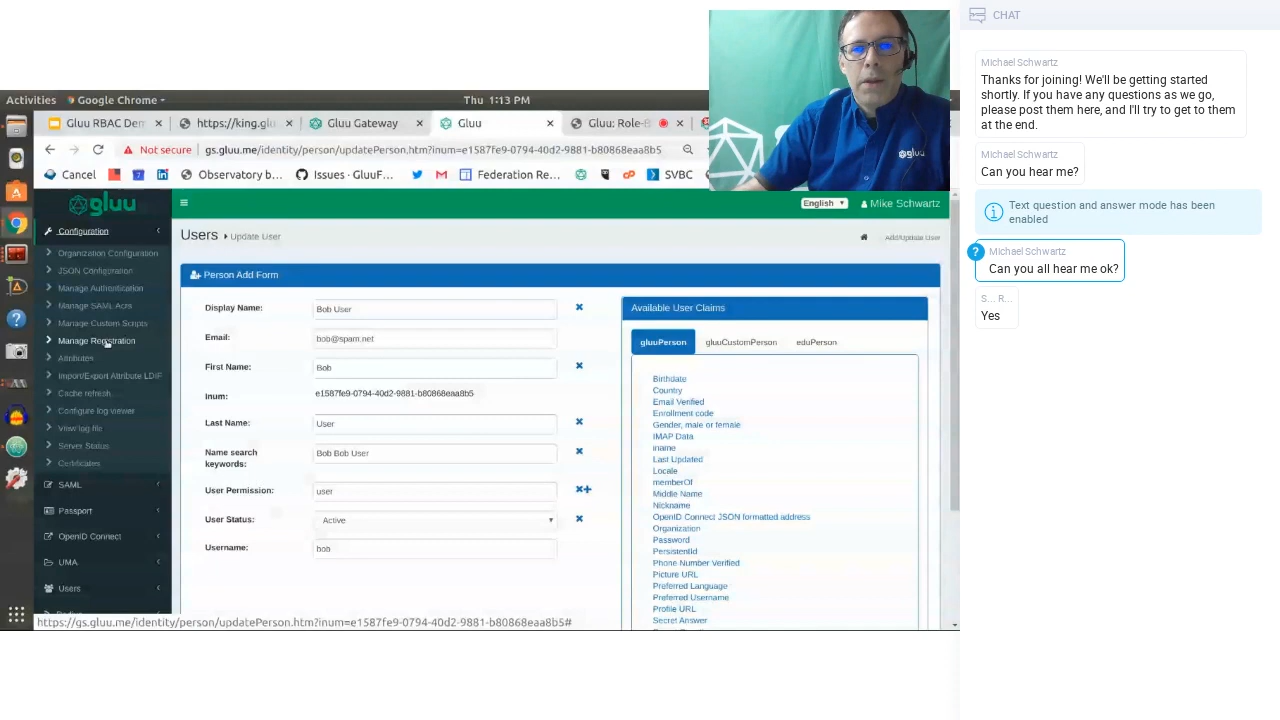 Activities
Google Chrome
Thu 1:13 PM
Gluu RBAC Dem
https://king.glu
Gluu Gateway
Gluu
Gluu: Role-B
Not secure
gs.gluu.me/identity/person/updatePerson.htm?inum=e1587fe9-0794-40d2-9881-b80868eaa8b5
Cancel
Observatory b...
Issues · GluuF...
Federation Re...
SVBC
gluu
English
Mike Schwartz
Users
Update User
Add/Update User
Configuration
Organization Configuration
JSON Configuration
Manage Authentication
Manage SAML Acrs
Manage Custom Scripts
Manage Registration
Attributes
Import/Export Attribute LDIF
Cache refresh
Configure log viewer
View log file
Server Status
Certificates
SAML
Passport
OpenID Connect
UMA
Users
Person Add Form
Display Name:
Bob User
Email:
bob@spam.net
First Name:
Bob
Inum:
e1587fe9-0794-40d2-9881-b80868eaa8b5
Last Name:
User
Name search
keywords:
Bob Bob User
User Permission:
user
User Status:
Active
Username:
bob
Available User Claims
gluuPerson
gluuCustomPerson
eduPerson
Birthdate
Country
Email Verified
Enrollment code
Gender, male or female
IMAP Data
iname
Last Updated
Locale
memberOf
Middle Name
Nickname
OpenID Connect JSON formatted address
Organization
Password
PersistentId
Phone Number Verified
Picture URL
Preferred Language
Preferred Username
Profile URL
Secret Answer
https://gs.gluu.me/identity/person/updatePerson.htm?inum=e1587fe9-0794-40d2-9881-b80868eaa8b5#
gluu
CHAT
Michael Schwartz
Thanks for joining! We'll be getting started
shortly. If you have any questions as we go,
please post them here, and I'll try to get to them
at the end.
Michael Schwartz
Can you hear me?
Text question and answer mode has been
enabled
Michael Schwartz
Can you all hear me ok?
S... R...
Yes